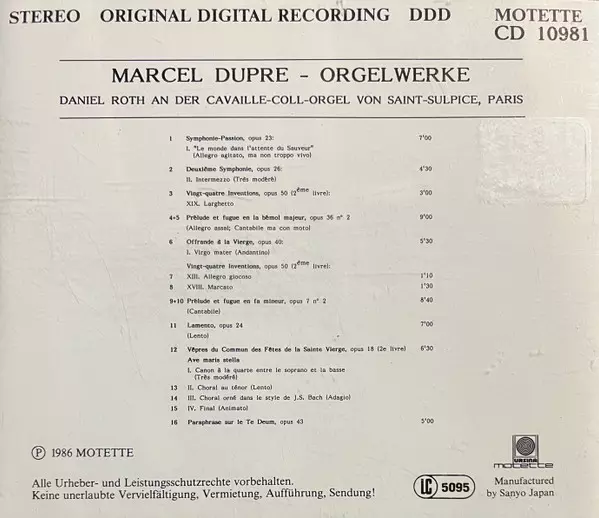 STEREO ORIGINAL DIGITAL RECORDING DDD MOTETTE
CD 10981
MARCEL DUPRE - ORGELWERKE
DANIEL ROTH AN DER CAVAILLE-COLL-ORGEL VON SAINT-SULPICE, PARIS
1 Symphonie-Passion, opus 23: 7'00
I. "Le monde dans l'attente du Sauveur"
(Allegro agitato, ma non troppo vivo)
2 Deuxième Symphonie, opus 26: 4'30
II. Intermezzo (Très modéré)
3 Vingt-quatre Inventions, opus 50 (2ème livre): 3'00
XIX. Larghetto
4+5 Prélude et fugue en la bémol majeur, opus 36 n° 2 9'00
(Allegro assai; Cantabile ma con moto)
6 Offrande à la Vierge, opus 40: 5'30
I. Virgo mater (Andantino)
Vingt-quatre Inventions, opus 50 (2ème livre):
7 XIII. Allegro giocoso 1'10
8 XVIII. Marcato 1'30
9+10 Prélude et fugue en fa mineur, opus 7 n° 2 8'40
(Cantabile)
11 Lamento, opus 24 7'00
(Lento)
12 Vêpres du Commun des Fêtes de la Sainte Vierge, opus 18 (2e livre) 6'30
Ave maris stella
I. Canon à la quarte entre le soprano et la basse
(Très modéré)
13 II. Choral au ténor (Lento)
14 III. Choral orné dans le style de J.S. Bach (Adagio)
15 IV. Final (Animato)
16 Paraphrase sur le Te Deum, opus 43 5'00
Ⓟ 1986 MOTETTE
URSINA
motette
Alle Urheber- und Leistungsschutzrechte vorbehalten.
Keine unerlaubte Vervielfältigung, Vermietung, Aufführung, Sendung!
LC 5095
Manufactured
by Sanyo Japan